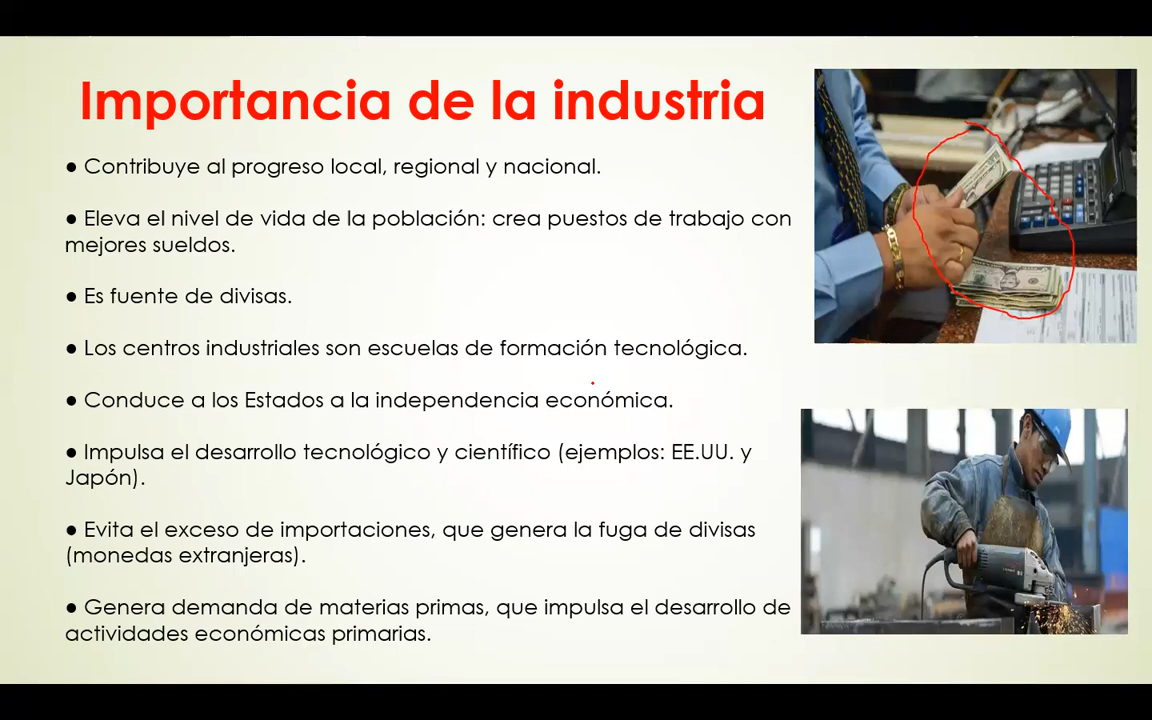 Importancia de la industria
● Contribuye al progreso local, regional y nacional.
● Eleva el nivel de vida de la población: crea puestos de trabajo con
mejores sueldos.
● Es fuente de divisas.
● Los centros industriales son escuelas de formación tecnológica.
● Conduce a los Estados a la independencia económica.
● Impulsa el desarrollo tecnológico y científico (ejemplos: EE.UU. y
Japón).
● Evita el exceso de importaciones, que genera la fuga de divisas
(monedas extranjeras).
● Genera demanda de materias primas, que impulsa el desarrollo de
actividades económicas primarias.